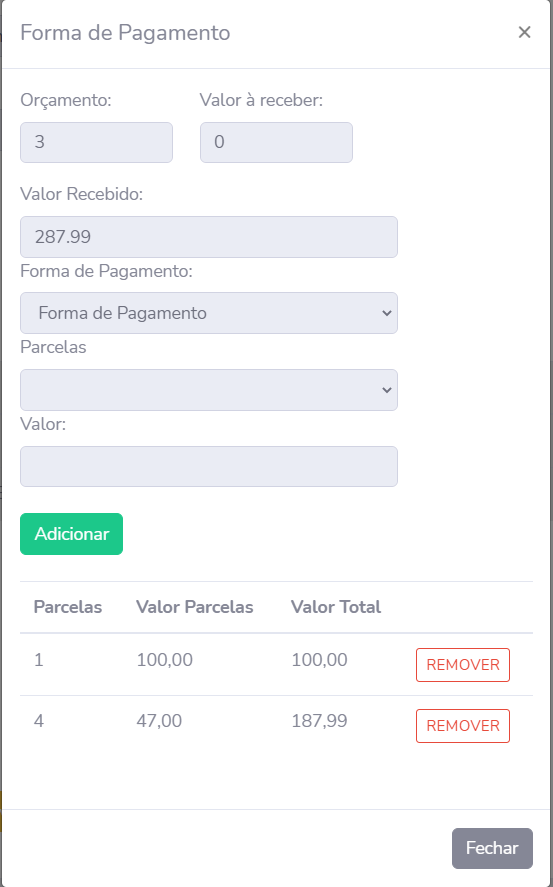 Forma de Pagamento ×
Orçamento: Valor à receber:
3 0
Valor Recebido:
287.99
Forma de Pagamento:
Forma de Pagamento
Parcelas
Valor:
Adicionar
Parcelas Valor Parcelas Valor Total
1 100,00 100,00 REMOVER
4 47,00 187,99 REMOVER
Fechar